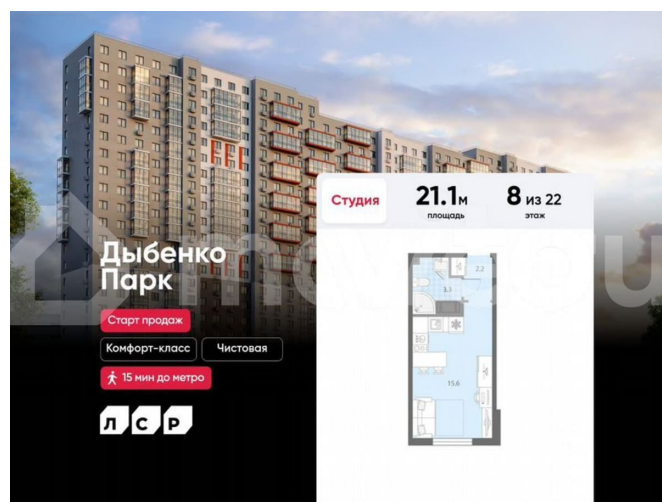 Студия
21.1м
площадь
8 из 22
этаж
Дыбенко
Парк
Старт продаж
Комфорт-класс
Чистовая
15 мин до метро
ЛСР
2.2
3.3
15.6